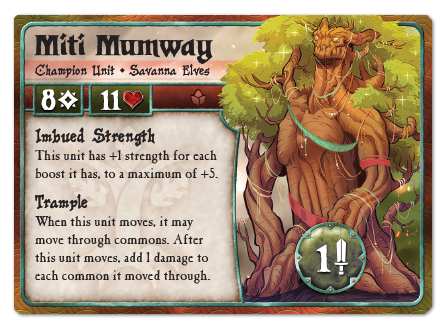 Miti Mumway
Champion Unit • Savanna Elves
8 11
Imbued Strength
This unit has +1 strength for each
boost it has, to a maximum of +5.
Trample
When this unit moves, it may
move through commons. After
this unit moves, add 1 damage to
each common it moved through.
1